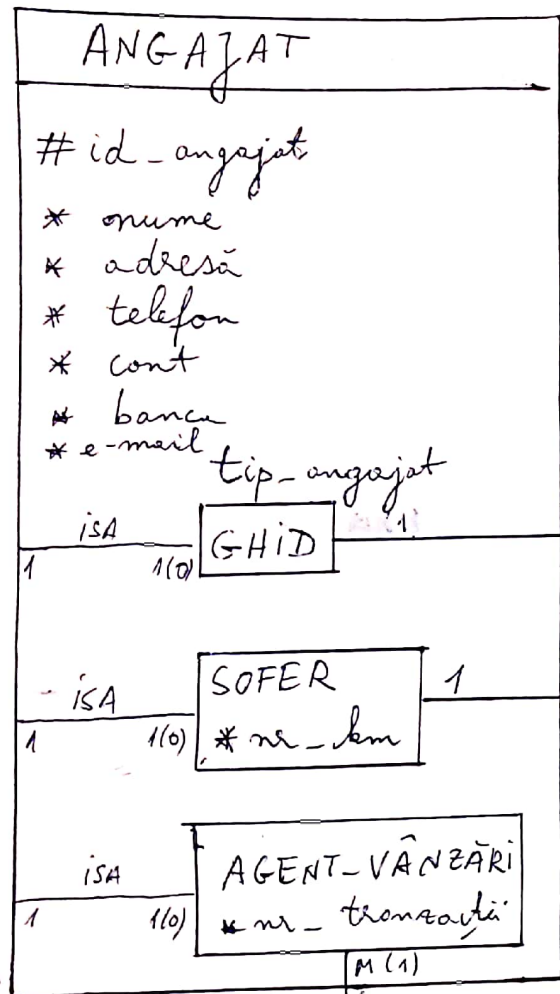 ANGAJAT
# id_angajat
* nume
* adresă
* telefon
* cont
* banca
* e-mail
tip_angajat
isA GHID (1)
1 1(0)
isA SOFER 1
1 1(0) * nr_km
isA AGENT_VÂNZĂRI
1 1(0) * nr_tranzacții
M(1)